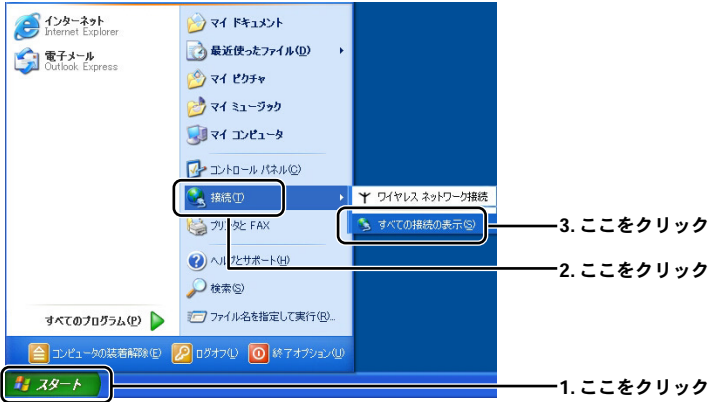 インターネット
Internet Explorer
電子メール
Outlook Express
すべてのプログラム(P)
マイ ドキュメント
最近使ったファイル(D)
マイ ピクチャ
マイ ミュージック
マイ コンピュータ
コントロール パネル(C)
接続(T)
プリンタと FAX
ヘルプとサポート(H)
検索(S)
ファイル名を指定して実行(R)...
ワイヤレス ネットワーク接続
すべての接続の表示(S)
コンピュータの装着解除(E)
ログオフ(L)
終了オプション(U)
スタート
3. ここをクリック
2. ここをクリック
1. ここをクリック